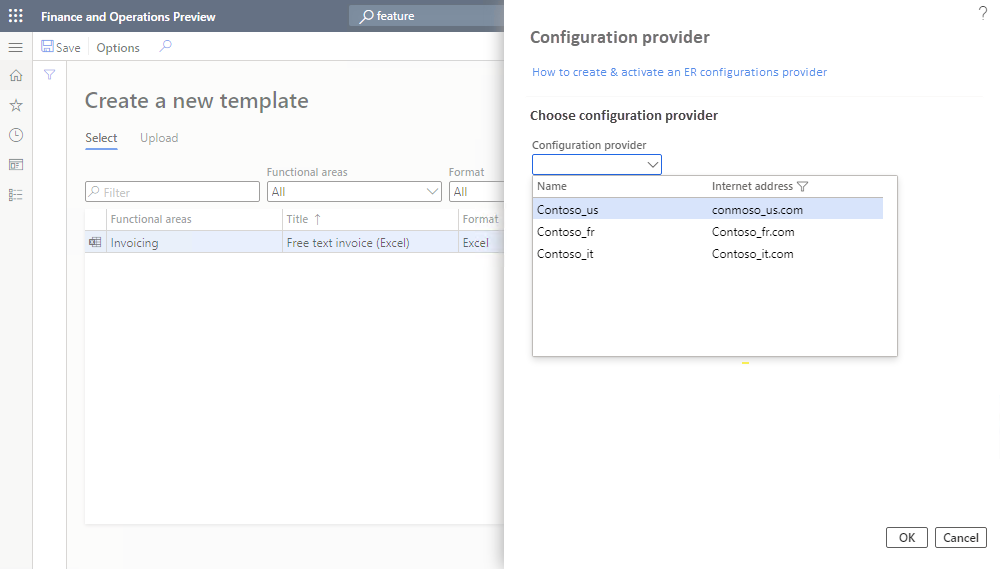 Finance and Operations Preview
feature
?
Save
Options
Create a new template
Select
Upload
Filter
Functional areas
All
Format
All
Functional areas
Title ↑
Format
Invoicing
Free text invoice (Excel)
Excel
Configuration provider
How to create & activate an ER configurations provider
Choose configuration provider
Configuration provider
Name
Internet address
Contoso_us
conmoso_us.com
Contoso_fr
Contoso_fr.com
Contoso_it
Contoso_it.com
OK
Cancel